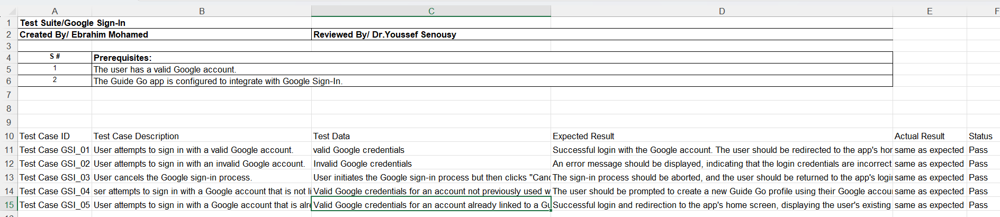 A B C D E F
1 Test Suite/Google Sign-In
2 Created By/ Ebrahim Mohamed Reviewed By/ Dr.Youssef Senousy
3
4 S # Prerequisites:
5 1 The user has a valid Google account.
6 2 The Guide Go app is configured to integrate with Google Sign-In.
7
8
9
10 Test Case ID Test Case Description Test Data Expected Result Actual Result Status
11 Test Case GSI_01 User attempts to sign in with a valid Google account. valid Google credentials Successful login with the Google account. The user should be redirected to the app's hor same as expected Pass
12 Test Case GSI_02 User attempts to sign in with an invalid Google account. Invalid Google credentials An error message should be displayed, indicating that the login credentials are incorrect same as expected Pass
13 Test Case GSI_03 User cancels the Google sign-in process. User initiates the Google sign-in process but then clicks "Canc The sign-in process should be aborted, and the user should be returned to the app's logi same as expected Pass
14 Test Case GSI_04 ser attempts to sign in with a Google account that is not li Valid Google credentials for an account not previously used w The user should be prompted to create a new Guide Go profile using their Google accou same as expected Pass
15 Test Case GSI_05 User attempts to sign in with a Google account that is alre Valid Google credentials for an account already linked to a Gu Successful login and redirection to the app's home screen, displaying the user's existing same as expected Pass